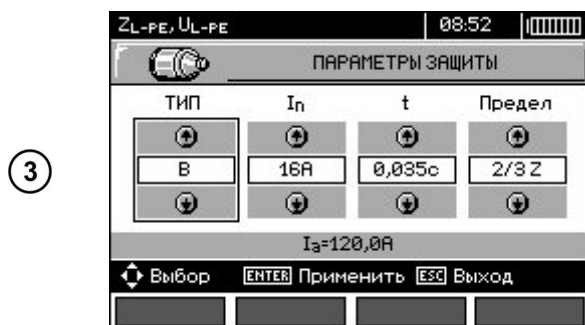 ZL-PE, UL-PE 08:52
ПАРАМЕТРЫ ЗАЩИТЫ
ТИП In t Предел
B 16A 0,035с 2/3 Z
Ia=120,0A
3
Выбор ENTER Применить ESC Выход